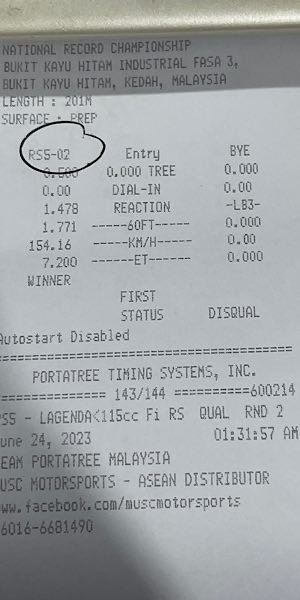 NATIONAL RECORD CHAMPIONSHIP
BUKIT KAYU HITAM INDUSTRIAL FASA 3,
BUKIT KAYU HITAM, KEDAH, MALAYSIA
LENGTH : 201M
SURFACE : PREP
RS5-02 Entry BYE
0.500 0.000 TREE 0.000
0.00 DIAL-IN 0.00
1.478 REACTION -LB3-
1.771 -----60FT----- 0.000
154.16 -----KM/H----- 0.00
7.200 ------ET------ 0.000
WINNER
FIRST
STATUS DISQUAL
Autostart Disabled
===================================
PORTATREE TIMING SYSTEMS, INC.
============== 143/144 ==========600214
RS5 - LAGENDA<115cc Fi RS QUAL RND 2
June 24, 2023 01:31:57 AM
TEAM PORTATREE MALAYSIA
MUSC MOTORSPORTS - ASEAN DISTRIBUTOR
www.facebook.com/muscmotorsports
6016-6681490